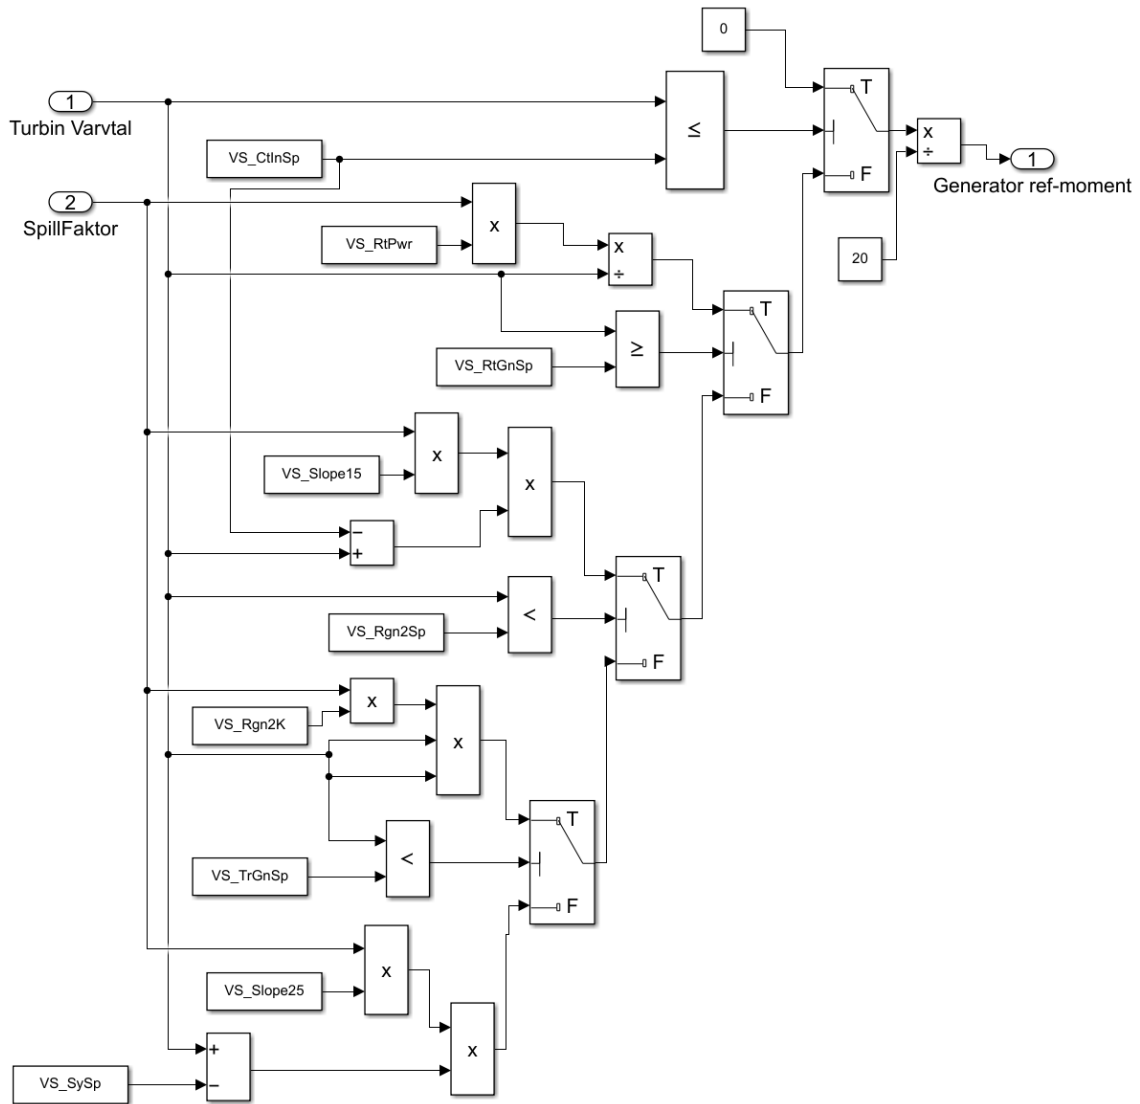 0
T
1
≤
x
÷
Turbin Varvtal
VS_CtInSp
1
F
Generator ref-moment
2
x
SpillFaktor
VS_RtPwr
x
÷
20
T
≥
VS_RtGnSp
F
x
VS_Slope15
x
−
+
T
<
VS_Rgn2Sp
F
x
VS_Rgn2K
x
T
<
VS_TrGnSp
F
x
VS_Slope25
+
x
−
VS_SySp